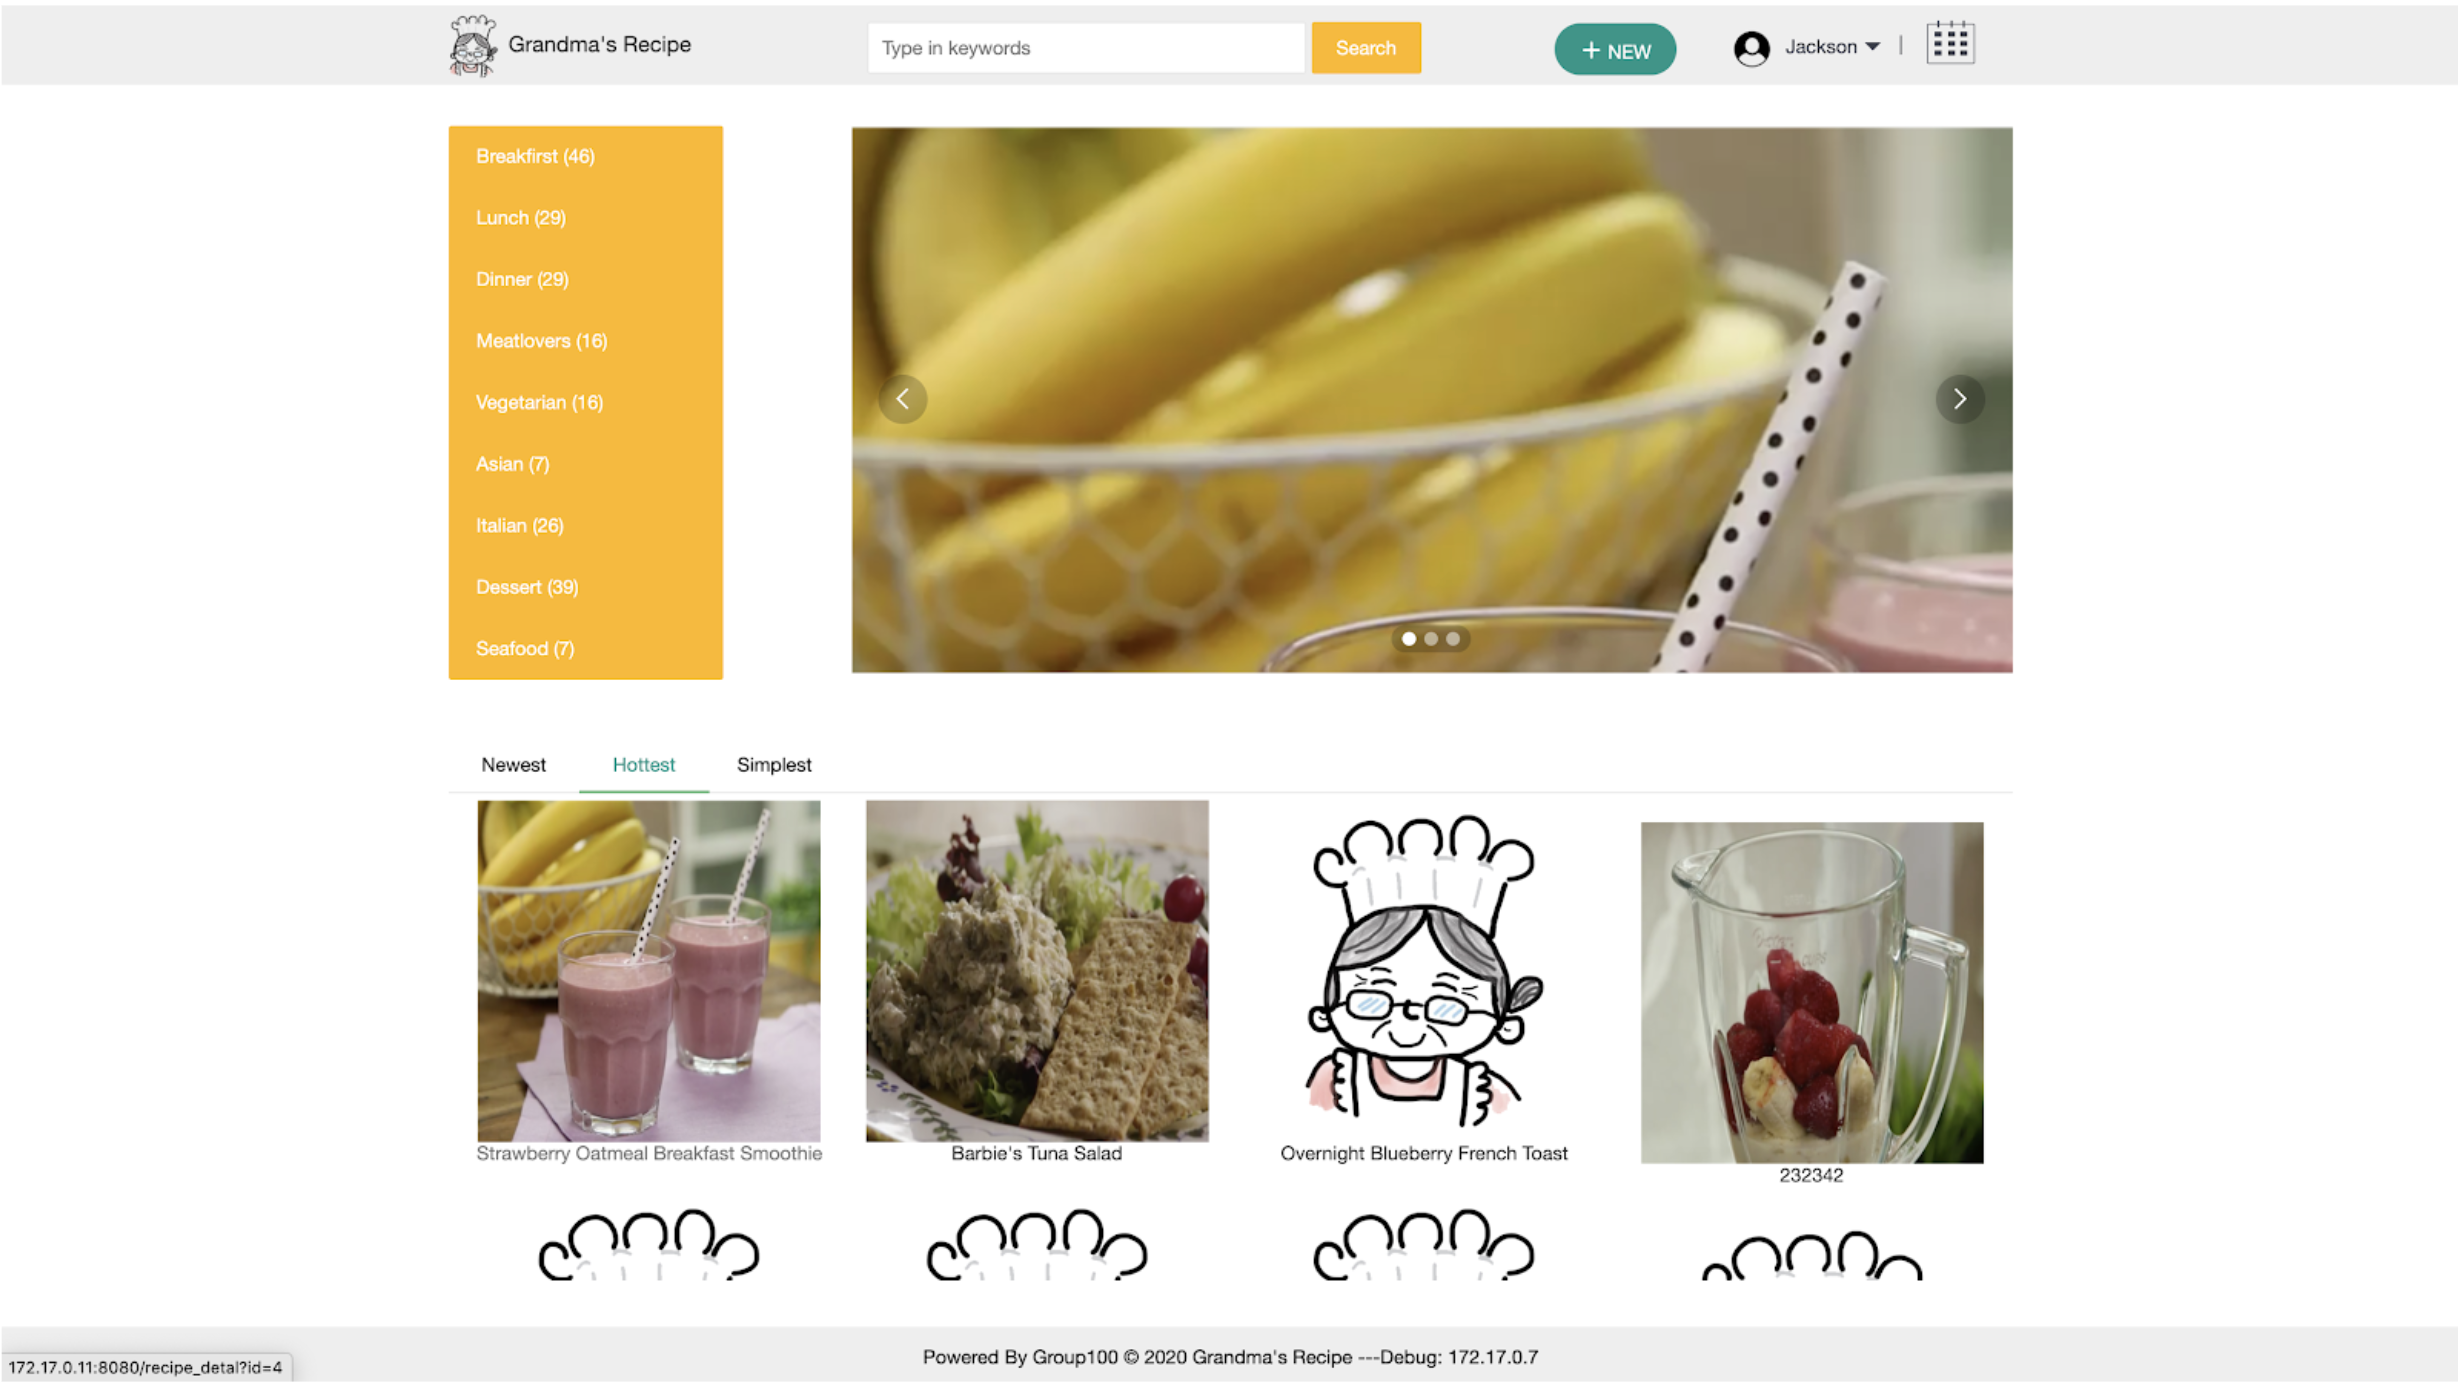 Grandma's Recipe
Type in keywords
Search
+ NEW
Jackson
Breakfirst (46)
Lunch (29)
Dinner (29)
Meatlovers (16)
Vegetarian (16)
Asian (7)
Italian (26)
Dessert (39)
Seafood (7)
Newest
Hottest
Simplest
Strawberry Oatmeal Breakfast Smoothie
Barbie's Tuna Salad
Overnight Blueberry French Toast
232342
Powered By Group100 © 2020 Grandma's Recipe ---Debug: 172.17.0.7
172.17.0.11:8080/recipe_detal?id=4